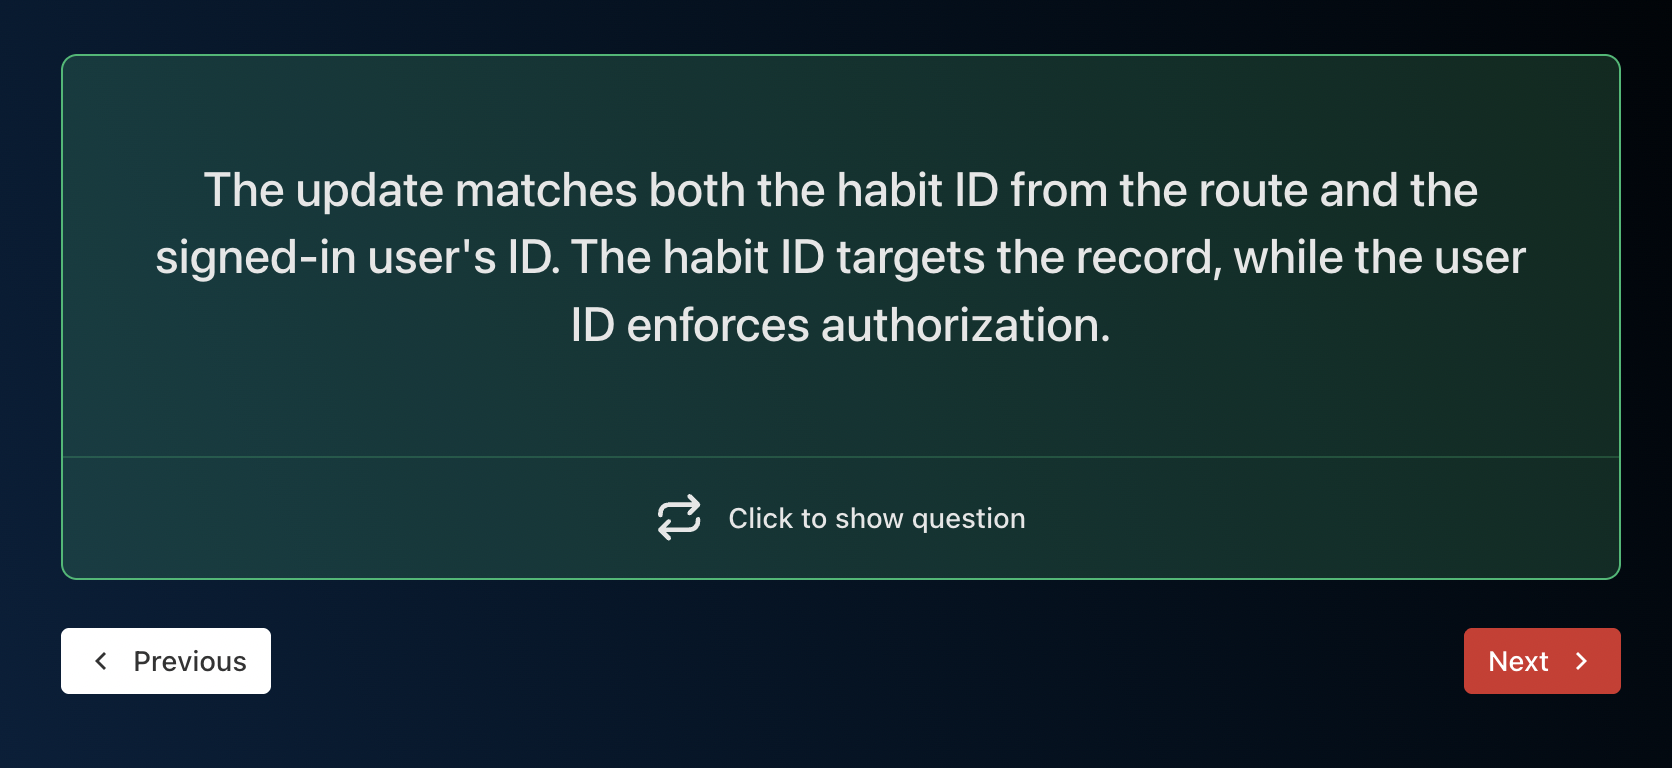 The update matches both the habit ID from the route and the
signed-in user's ID. The habit ID targets the record, while the user
ID enforces authorization.
Click to show question
Previous
Next